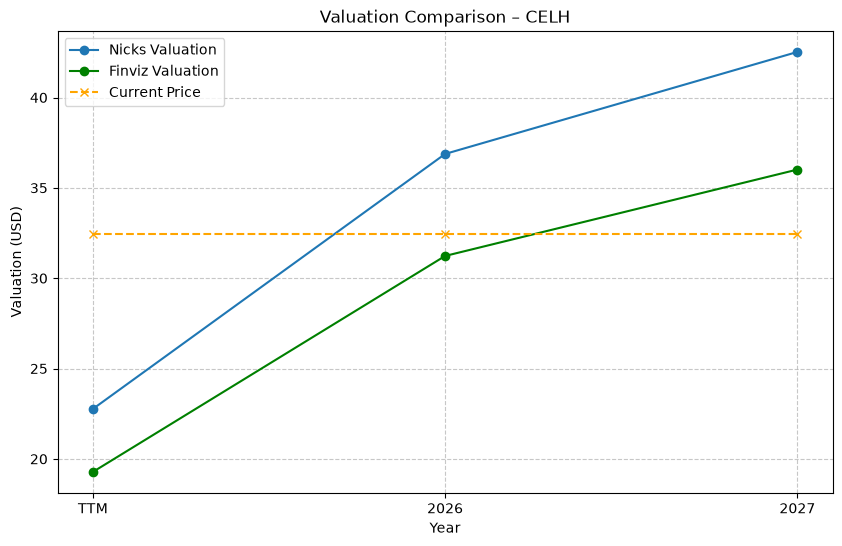 Valuation Comparison – CELH
Nicks Valuation
Finviz Valuation
Current Price
Valuation (USD)
40
35
30
25
20
TTM
2026
2027
Year